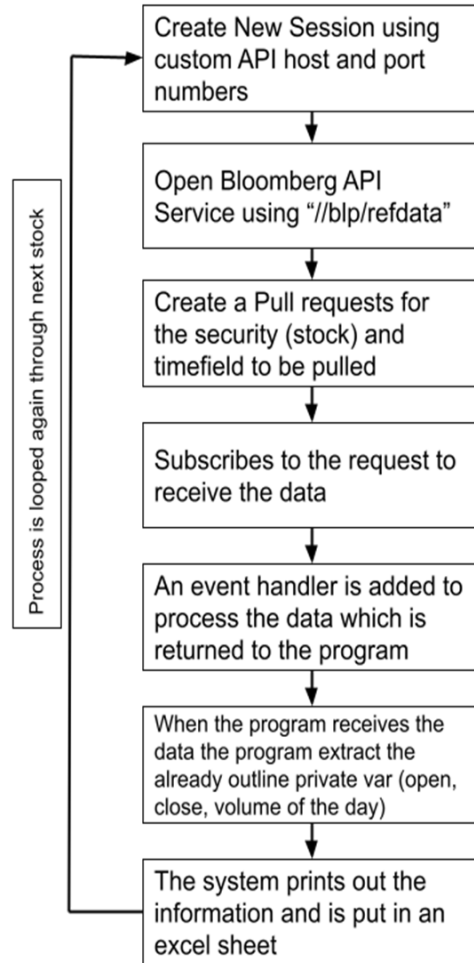 Create New Session using
custom API host and port
numbers
Open Bloomberg API
Service using “//blp/refdata”
Create a Pull requests for
the security (stock) and
timefield to be pulled
Subscribes to the request to
receive the data
An event handler is added to
process the data which is
returned to the program
When the program receives the
data the program extract the
already outline private var (open,
close, volume of the day)
The system prints out the
information and is put in an
excel sheet
Process is looped again through next stock